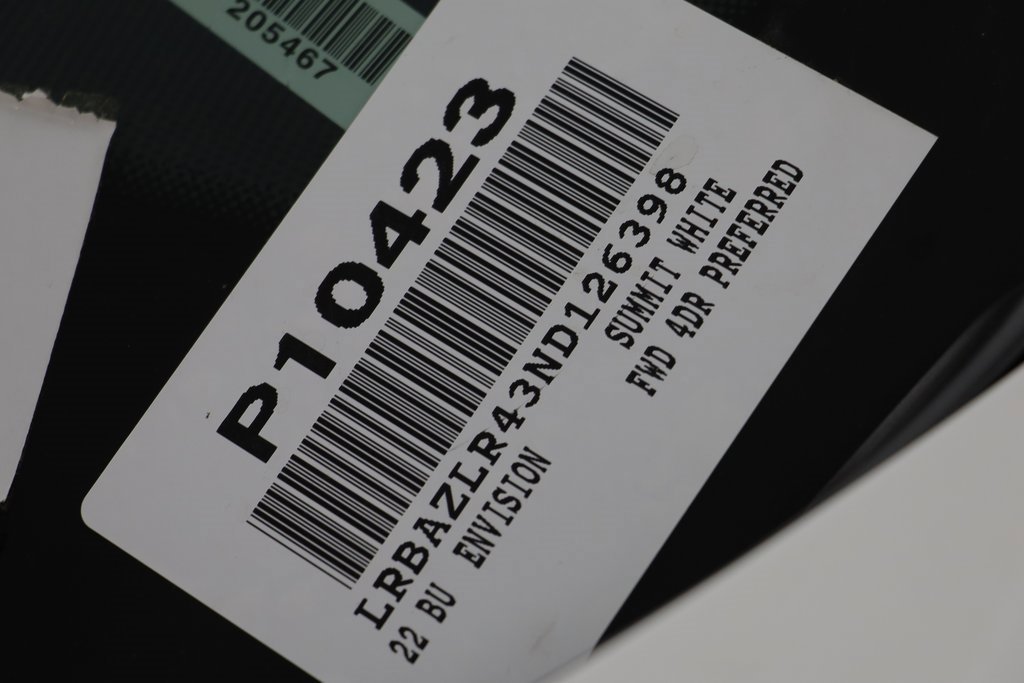 205467
P10423
LRBAZLR43ND126398
22 BU ENVISION
SUMMIT WHITE
FWD 4DR PREFERRED